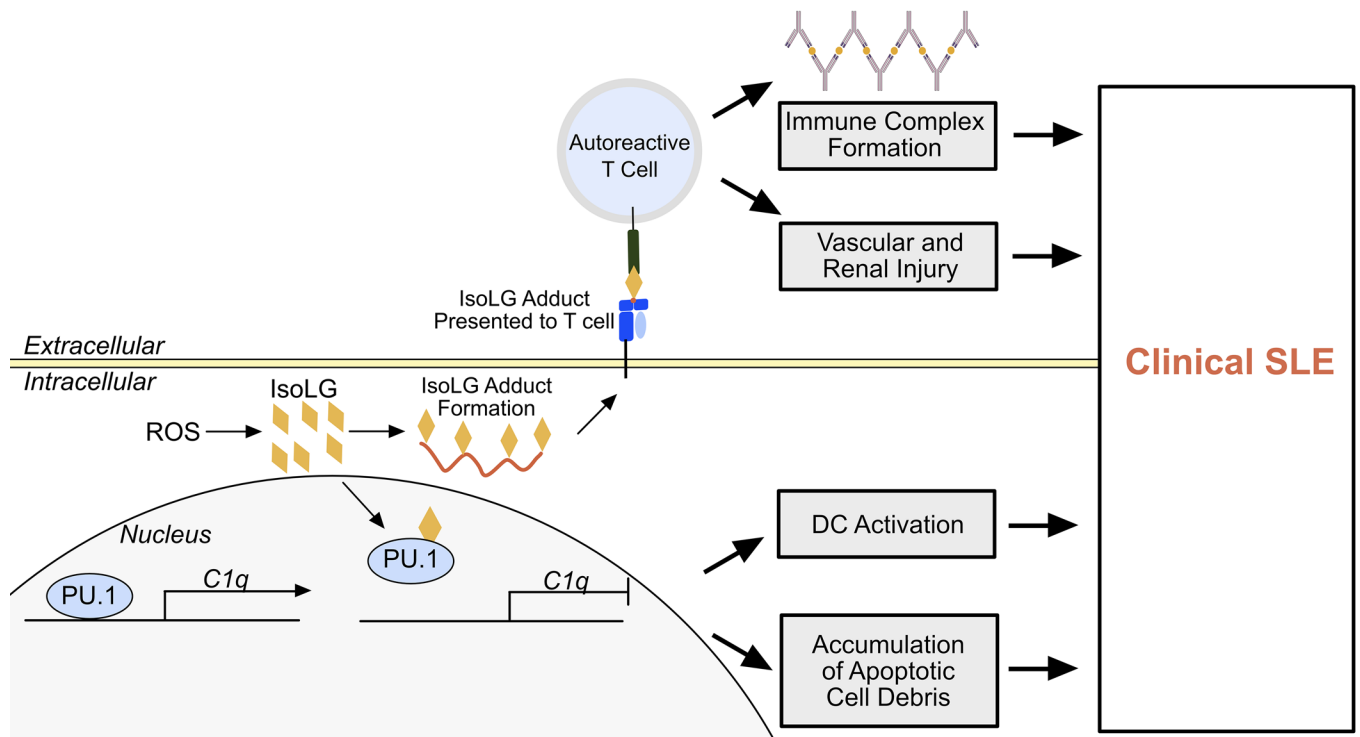 Autoreactive
T Cell
Immune Complex
Formation
Vascular and
Renal Injury
IsoLG Adduct
Presented to T cell
Extracellular
Intracellular
Clinical SLE
ROS
IsoLG
IsoLG Adduct
Formation
Nucleus
PU.1
C1q
PU.1
C1q
DC Activation
Accumulation
of Apoptotic
Cell Debris